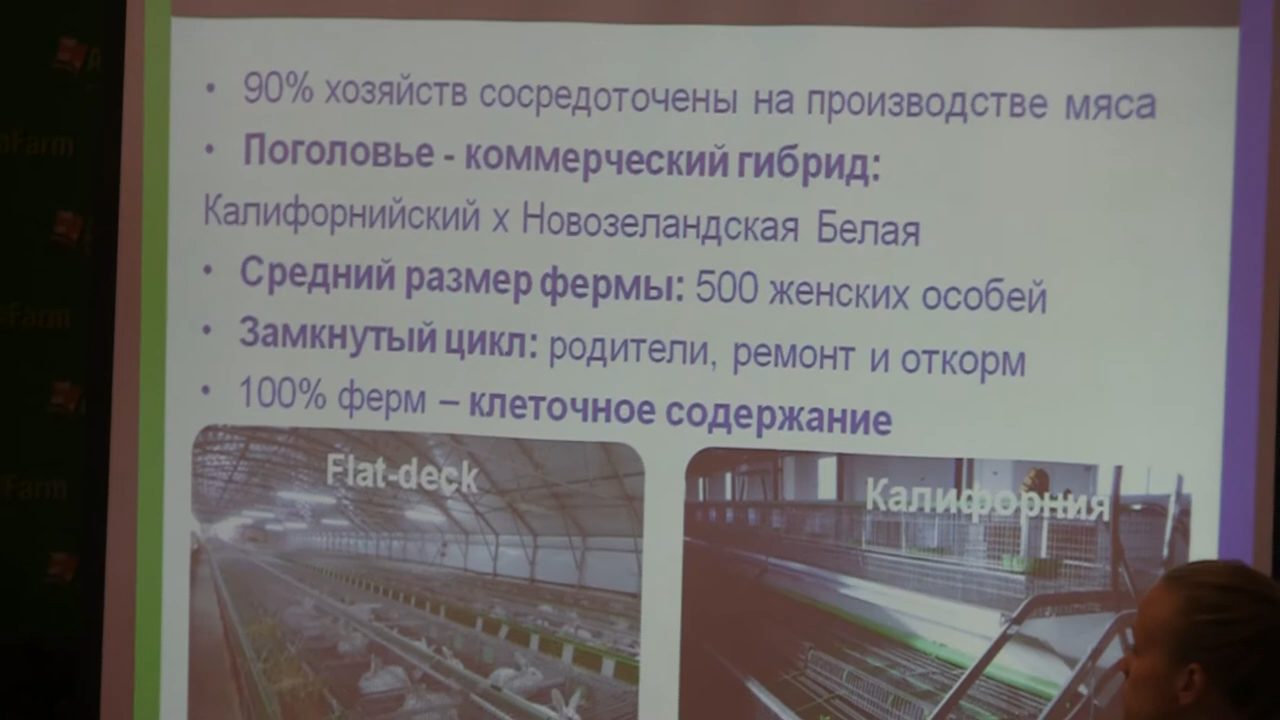 • 90% хозяйств сосредоточены на производстве мяса
• Поголовье - коммерческий гибрид:
Калифорнийский х Новозеландская Белая
• Средний размер фермы: 500 женских особей
• Замкнутый цикл: родители, ремонт и откорм
• 100% ферм – клеточное содержание
Flat-deck
Калифорния